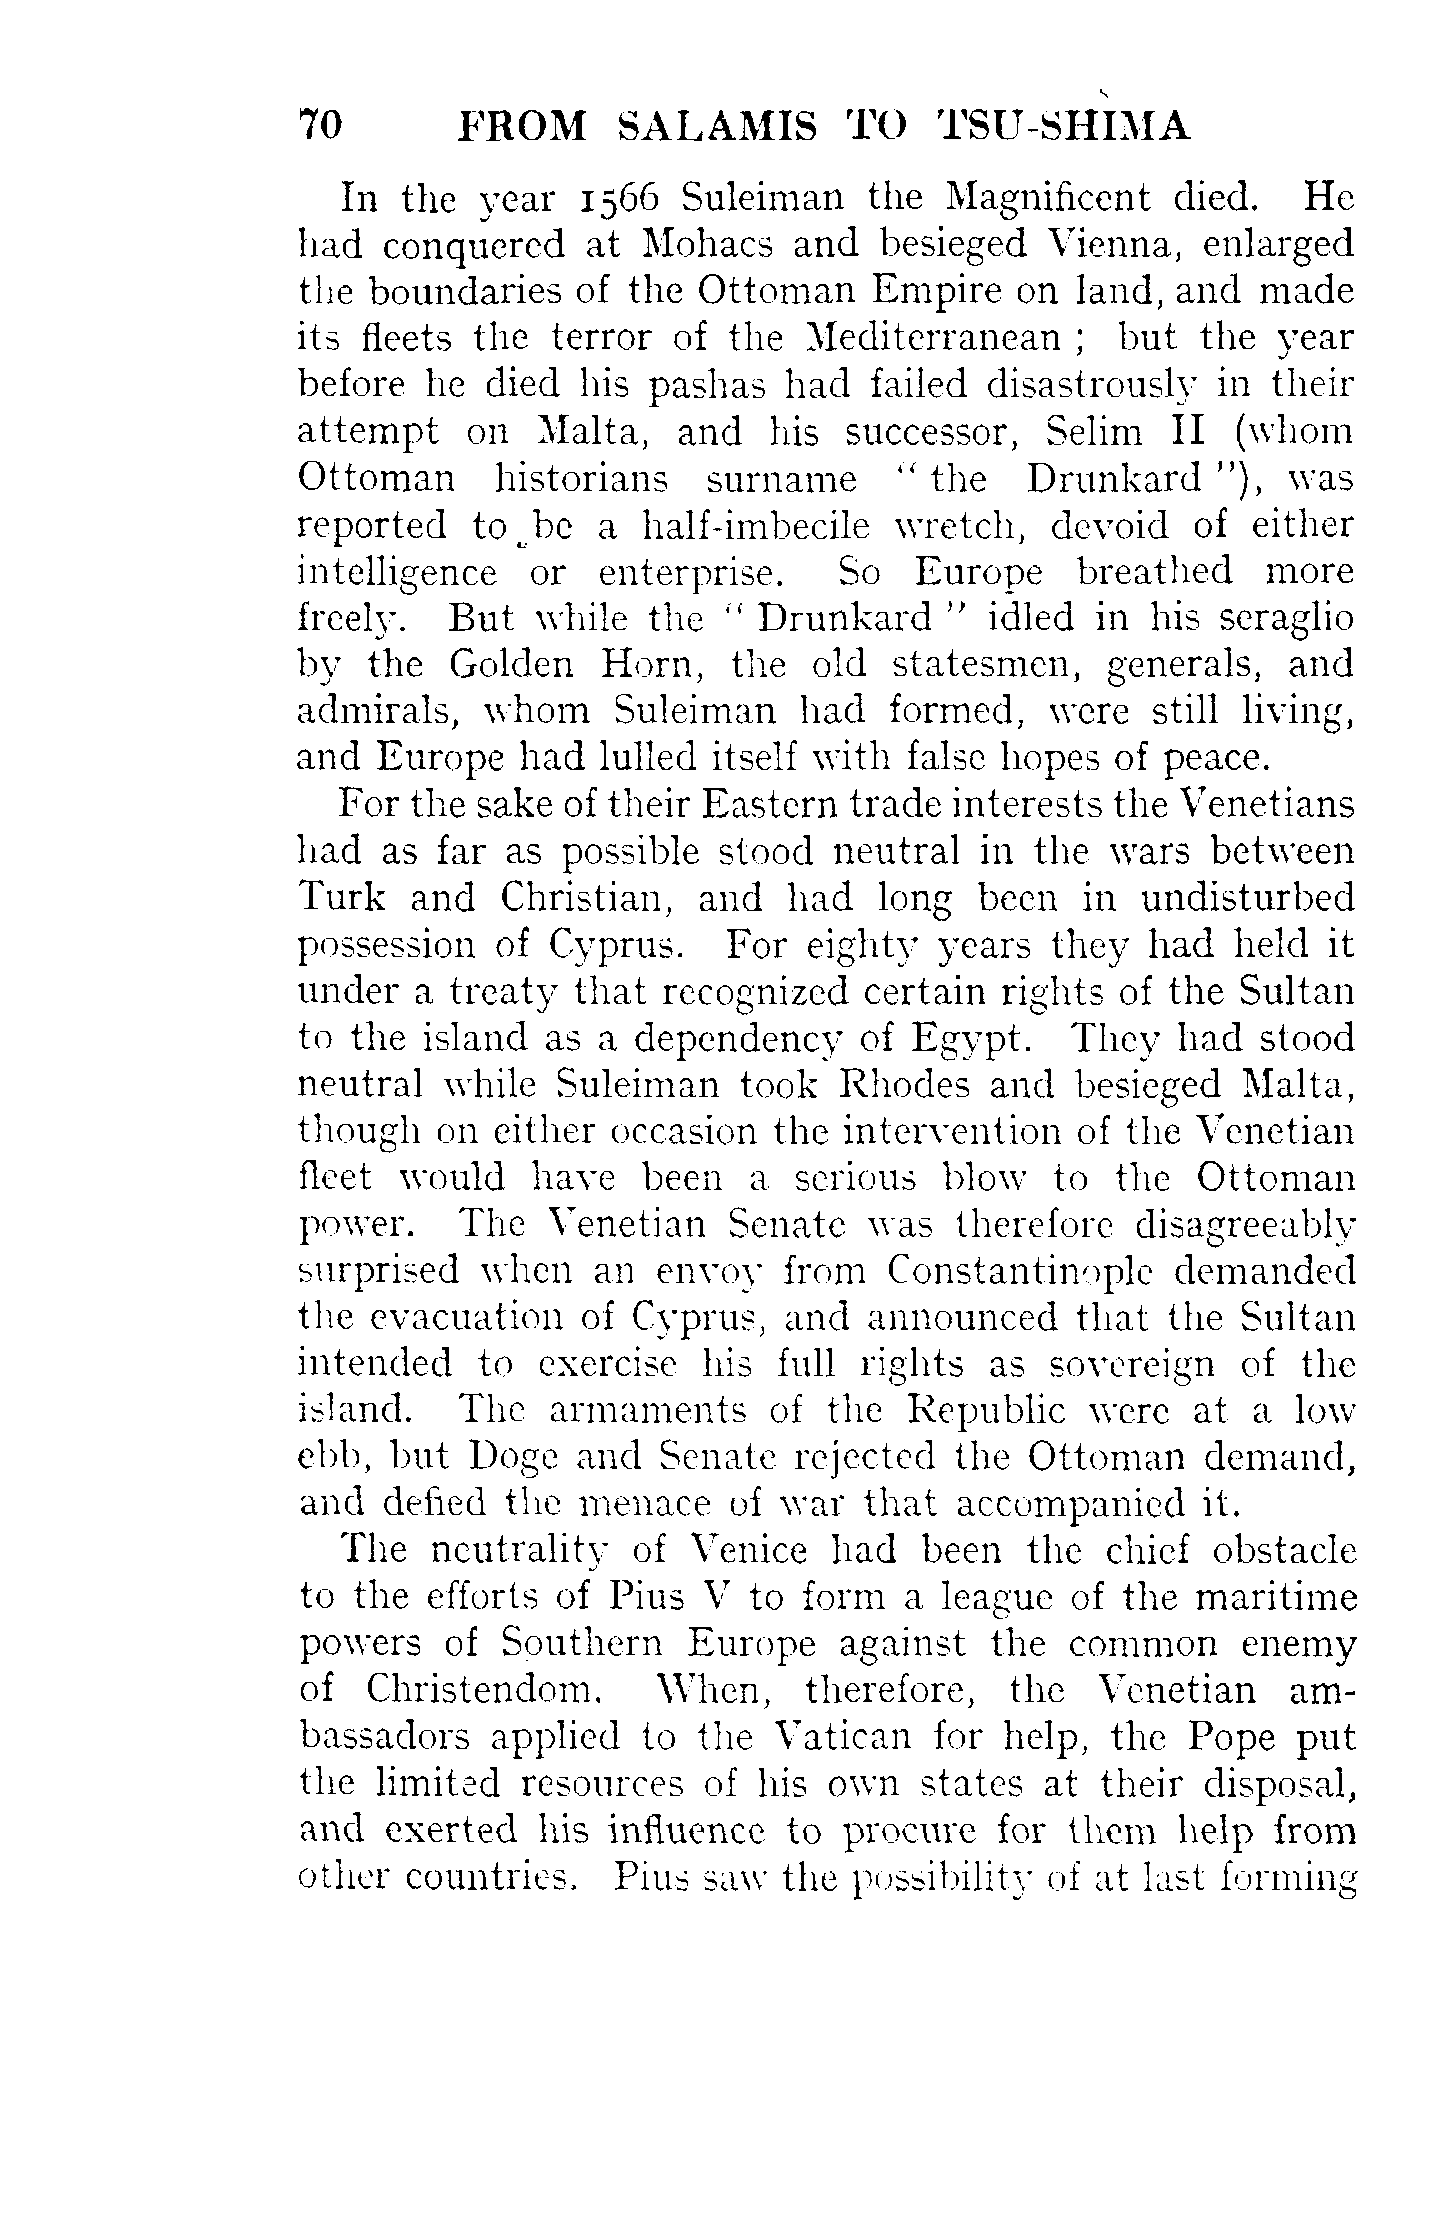 70 FROM SALAMIS TO TSU-SHIMA
In the year 1566 Suleiman the Magnificent died. He
had conquered at Mohacs and besieged Vienna, enlarged
the boundaries of the Ottoman Empire on land, and made
its fleets the terror of the Mediterranean ; but the year
before he died his pashas had failed disastrously in their
attempt on Malta, and his successor, Selim II (whom
Ottoman historians surname " the Drunkard "), was
reported to be a half-imbecile wretch, devoid of either
intelligence or enterprise. So Europe breathed more
freely. But while the " Drunkard " idled in his seraglio
by the Golden Horn, the old statesmen, generals, and
admirals, whom Suleiman had formed, were still living,
and Europe had lulled itself with false hopes of peace.
For the sake of their Eastern trade interests the Venetians
had as far as possible stood neutral in the wars between
Turk and Christian, and had long been in undisturbed
possession of Cyprus. For eighty years they had held it
under a treaty that recognized certain rights of the Sultan
to the island as a dependency of Egypt. They had stood
neutral while Suleiman took Rhodes and besieged Malta,
though on either occasion the intervention of the Venetian
fleet would have been a serious blow to the Ottoman
power. The Venetian Senate was therefore disagreeably
surprised when an envoy from Constantinople demanded
the evacuation of Cyprus, and announced that the Sultan
intended to exercise his full rights as sovereign of the
island. The armaments of the Republic were at a low
ebb, but Doge and Senate rejected the Ottoman demand,
and defied the menace of war that accompanied it.
The neutrality of Venice had been the chief obstacle
to the efforts of Pius V to form a league of the maritime
powers of Southern Europe against the common enemy
of Christendom. When, therefore, the Venetian am-
bassadors applied to the Vatican for help, the Pope put
the limited resources of his own states at their disposal,
and exerted his influence to procure for them help from
other countries. Pius saw the possibility of at last forming